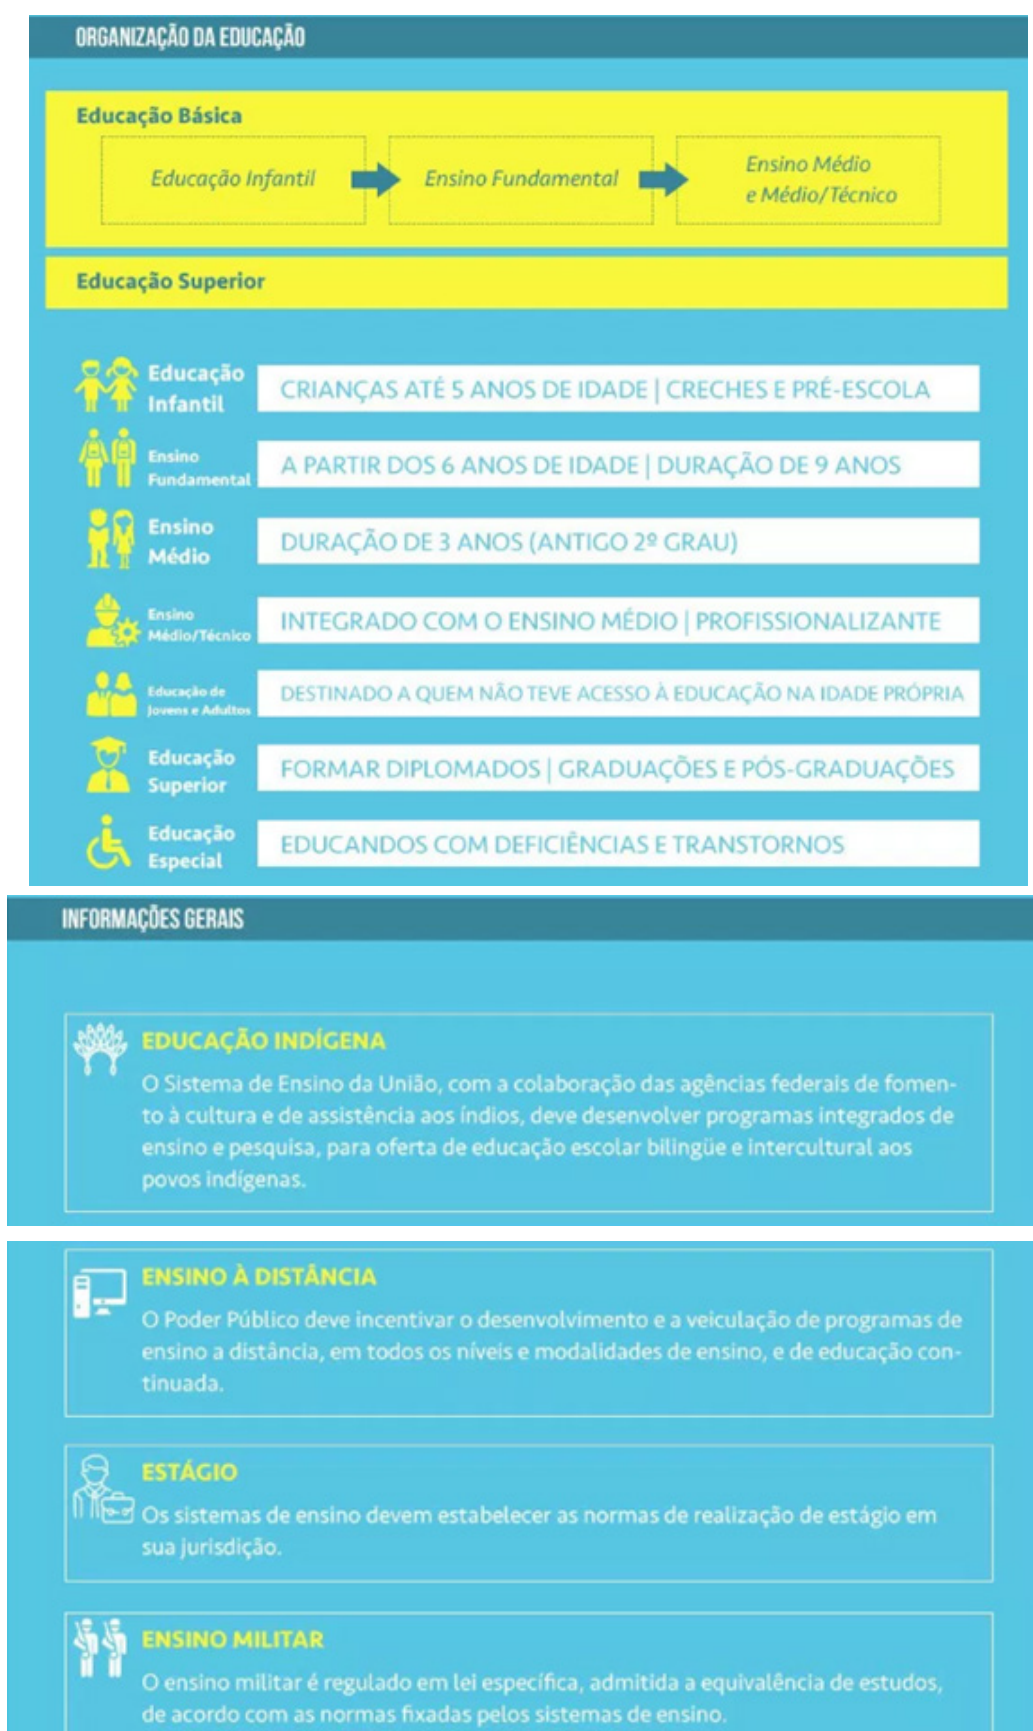 ORGANIZAÇÃO DA EDUCAÇÃO
Educação Básica
Educação Infantil
Ensino Fundamental
Ensino Médio
e Médio/Técnico
Educação Superior
Educação
Infantil
CRIANÇAS ATÉ 5 ANOS DE IDADE | CRECHES E PRÉ-ESCOLA
Ensino
Fundamental
A PARTIR DOS 6 ANOS DE IDADE | DURAÇÃO DE 9 ANOS
Ensino
Médio
DURAÇÃO DE 3 ANOS (ANTIGO 2º GRAU)
Ensino
Médio/Técnico
INTEGRADO COM O ENSINO MÉDIO | PROFISSIONALIZANTE
Educação de
Jovens e Adultos
DESTINADO A QUEM NÃO TEVE ACESSO À EDUCAÇÃO NA IDADE PRÓPRIA
Educação
Superior
FORMAR DIPLOMADOS | GRADUAÇÕES E PÓS-GRADUAÇÕES
Educação
Especial
EDUCANDOS COM DEFICIÊNCIAS E TRANSTORNOS
INFORMAÇÕES GERAIS
EDUCAÇÃO INDÍGENA
O Sistema de Ensino da União, com a colaboração das agências federais de fomen-
to à cultura e de assistência aos índios, deve desenvolver programas integrados de
ensino e pesquisa, para oferta de educação escolar bilingüe e intercultural aos
povos indígenas.
ENSINO À DISTÂNCIA
O Poder Público deve incentivar o desenvolvimento e a veiculação de programas de
ensino a distância, em todos os níveis e modalidades de ensino, e de educação con-
tinuada.
ESTÁGIO
Os sistemas de ensino devem estabelecer as normas de realização de estágio em
sua jurisdição.
ENSINO MILITAR
O ensino militar é regulado em lei específica, admitida a equivalência de estudos,
de acordo com as normas fixadas pelos sistemas de ensino.